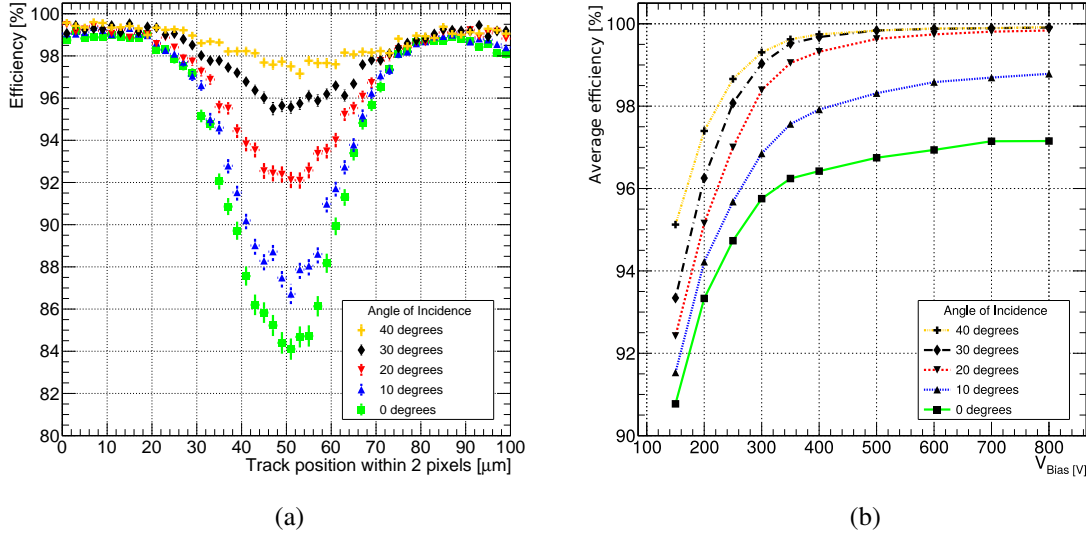 Efficiency [%]
100
98
96
94
92
90
88
86
84
82
80
Angle of Incidence
40 degrees
30 degrees
20 degrees
10 degrees
0 degrees
0 10 20 30 40 50 60 70 80 90 100
Track position within 2 pixels [μm]
(a)
Average efficiency [%]
100
98
96
94
92
90
Angle of Incidence
40 degrees
30 degrees
20 degrees
10 degrees
0 degrees
100 200 300 400 500 600 700 800
V_Bias [V]
(b)